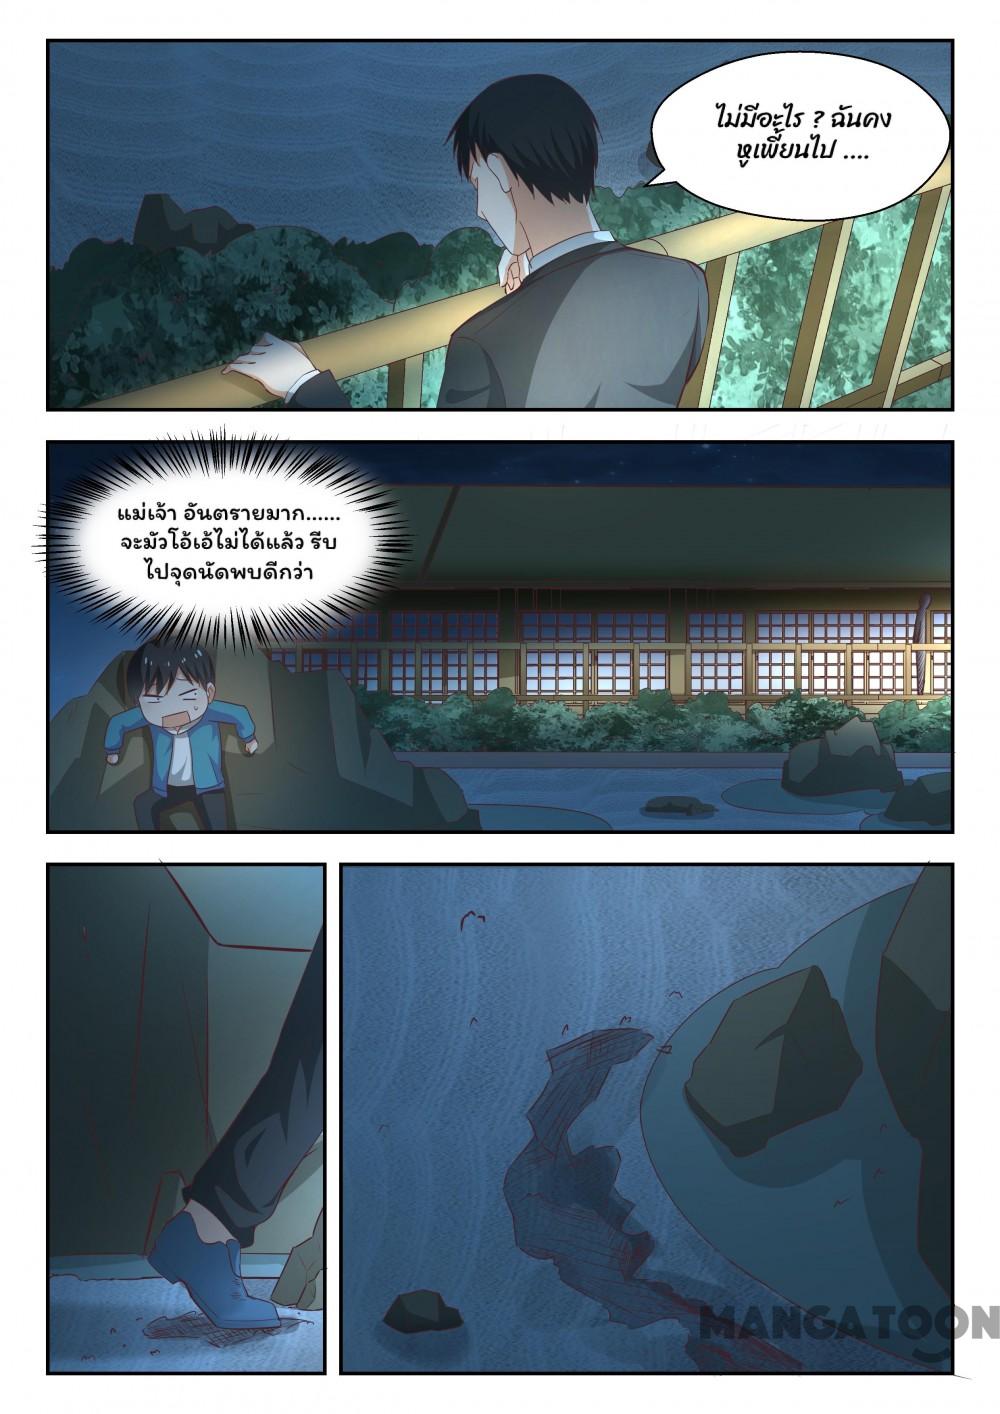 ไม่มีอะไร ? ฉันคง
หูเพี้ยนไป ....
แม่เจ้า อันตรายมาก......
จะมัวโอ้เอ้ไม่ได้แล้ว รีบ
ไปจุดนัดพบดีกว่า
MANGATOON